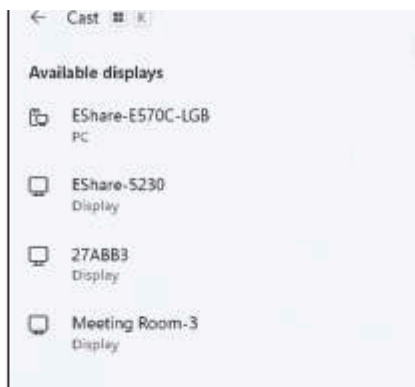 Cast K
Available displays
EShare-E570C-LGB
PC
EShare-5230
Display
27ABB3
Display
Meeting Room-3
Display